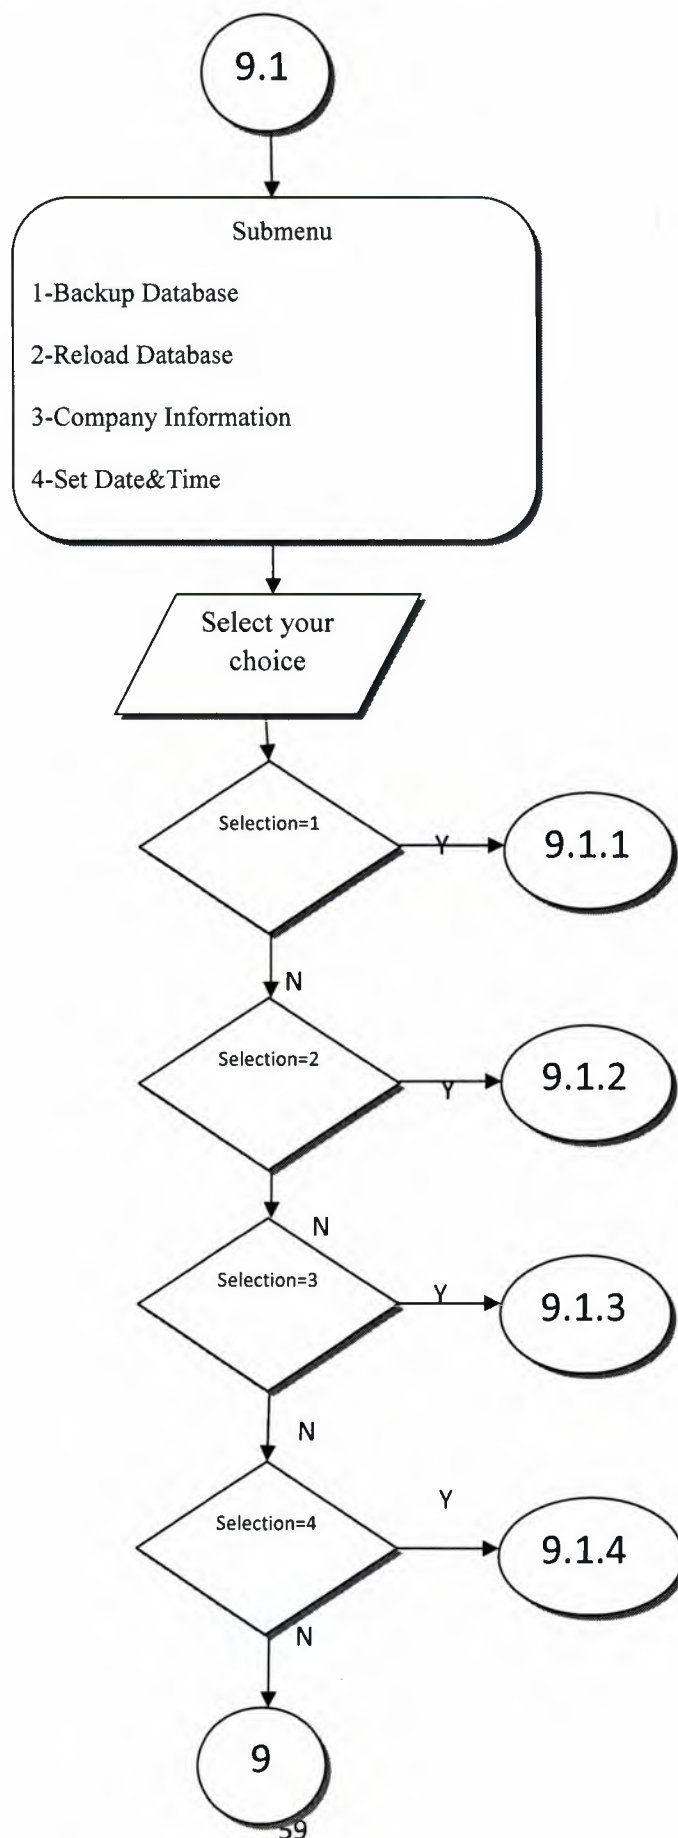 9.1
Submenu
1-Backup Database
2-Reload Database
3-Company Information
4-Set Date&Time
Select your
choice
Selection=1
Y
9.1.1
N
Selection=2
Y
9.1.2
N
Selection=3
Y
9.1.3
N
Selection=4
Y
9.1.4
N
9
59